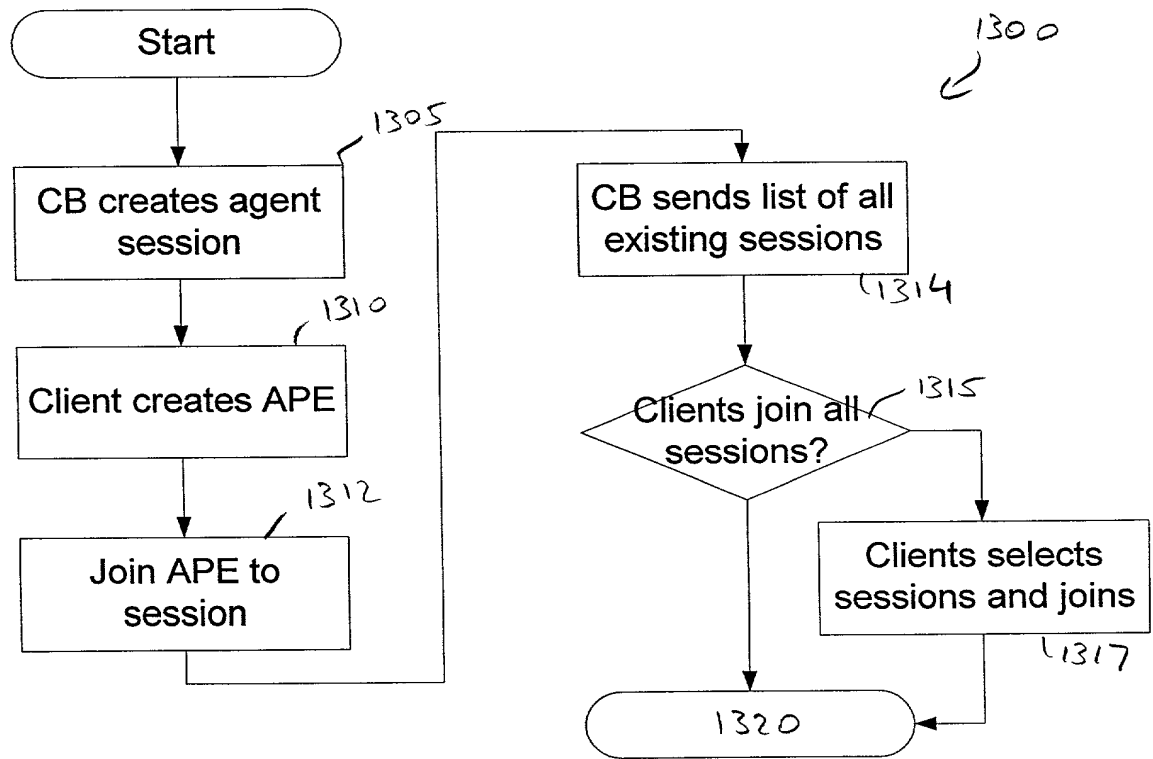 Start
1300
1305
CB creates agent
session
1310
Client creates APE
1312
Join APE to
session
CB sends list of all
existing sessions
1314
Clients join all
sessions?
1315
Clients selects
sessions and joins
1317
1320